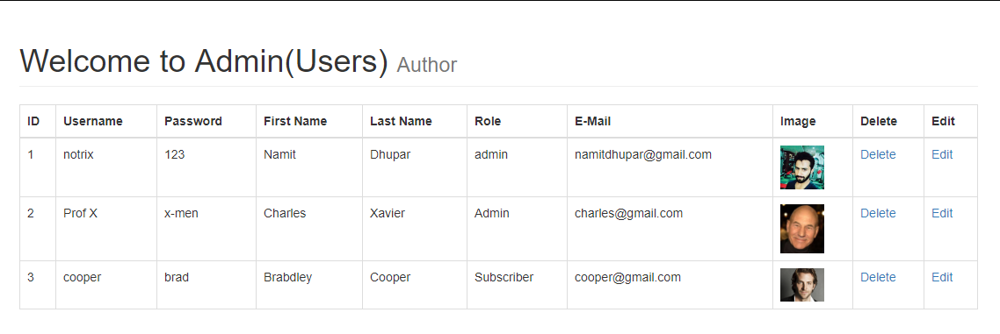 Welcome to Admin(Users) Author
ID Username Password First Name Last Name Role E-Mail Image Delete Edit
1 notrix 123 Namit Dhupar admin namitdhupar@gmail.com Delete Edit
2 Prof X x-men Charles Xavier Admin charles@gmail.com Delete Edit
3 cooper brad Brabdley Cooper Subscriber cooper@gmail.com Delete Edit